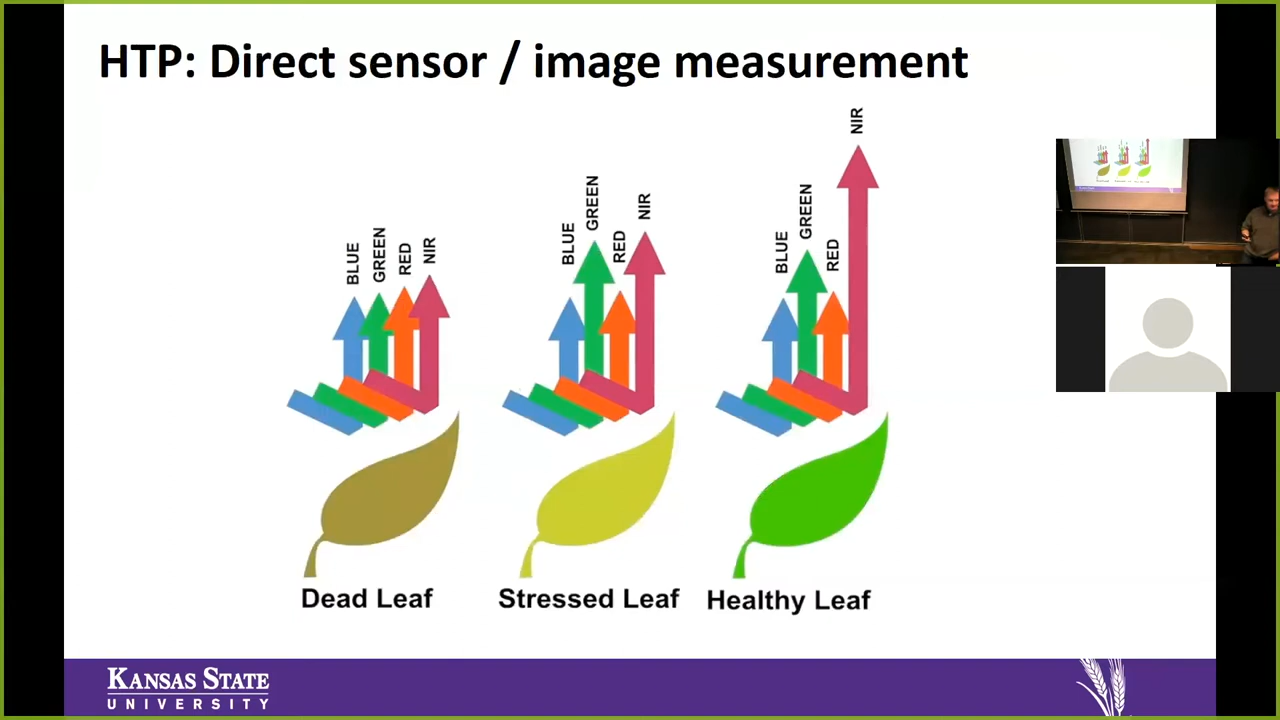 HTP: Direct sensor / image measurement
BLUE
GREEN
RED
NIR
BLUE
GREEN
RED
NIR
BLUE
GREEN
RED
NIR
Dead Leaf
Stressed Leaf
Healthy Leaf
KANSAS STATE
UNIVERSITY